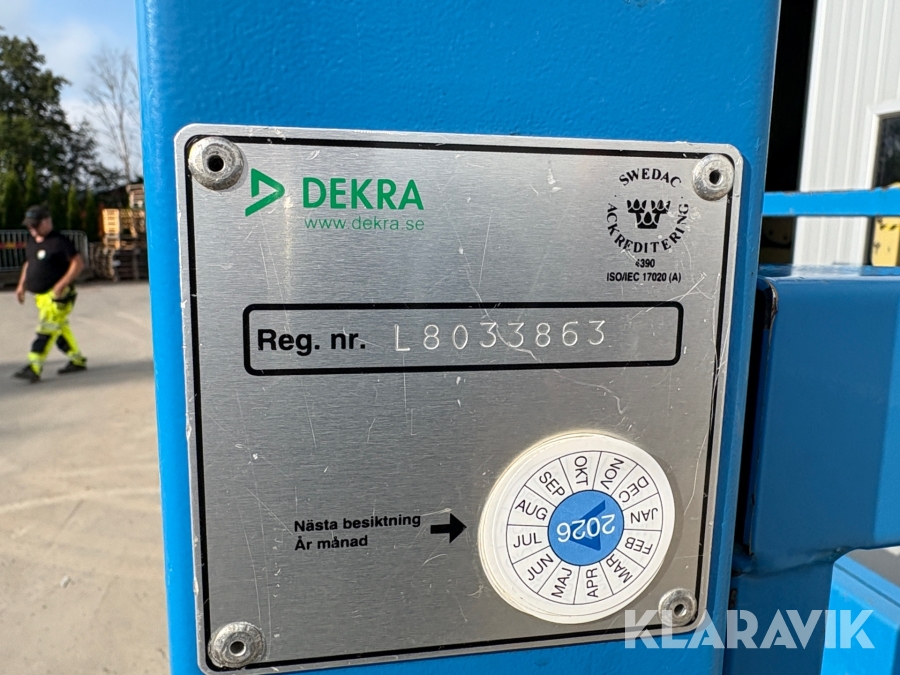 DEKRA
www.dekra.se
SWEDAC
ACKREDITERING
4390
ISO/IEC 17020 (A)
Reg. nr. L8033863
Nästa besiktning
År månad
JAN FEB MAR APR MAJ JUN JUL AUG SEP OKT NOV DEC
2026
KLARAVIK